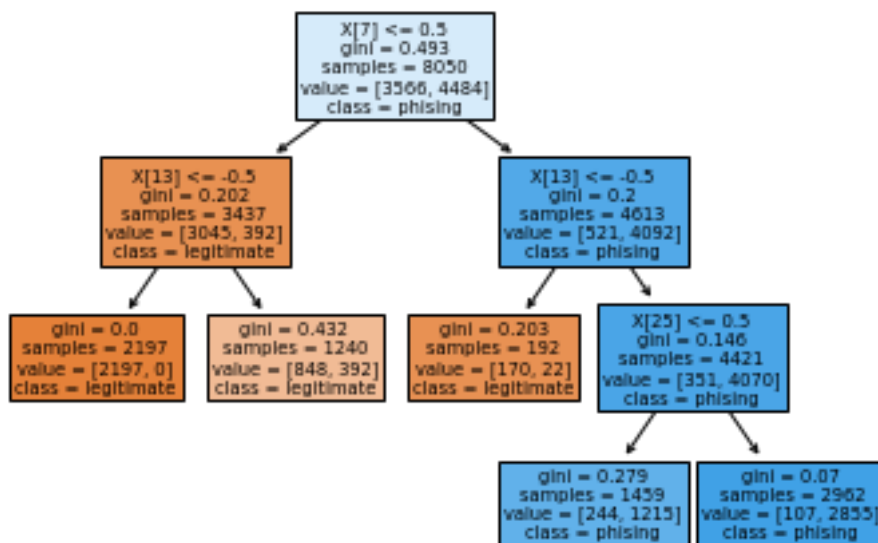 X[7] <= 0.5
gini = 0.493
samples = 8050
value = [3566, 4484]
class = phising
X[13] <= -0.5
gini = 0.202
samples = 3437
value = [3045, 392]
class = legitimate
X[13] <= -0.5
gini = 0.2
samples = 4613
value = [521, 4092]
class = phising
gini = 0.0
samples = 2197
value = [2197, 0]
class = legitimate
gini = 0.432
samples = 1240
value = [848, 392]
class = legitimate
gini = 0.203
samples = 192
value = [170, 22]
class = legitimate
X[25] <= 0.5
gini = 0.146
samples = 4421
value = [351, 4070]
class = phising
gini = 0.279
samples = 1459
value = [244, 1215]
class = phising
gini = 0.07
samples = 2962
value = [107, 2855]
class = phising